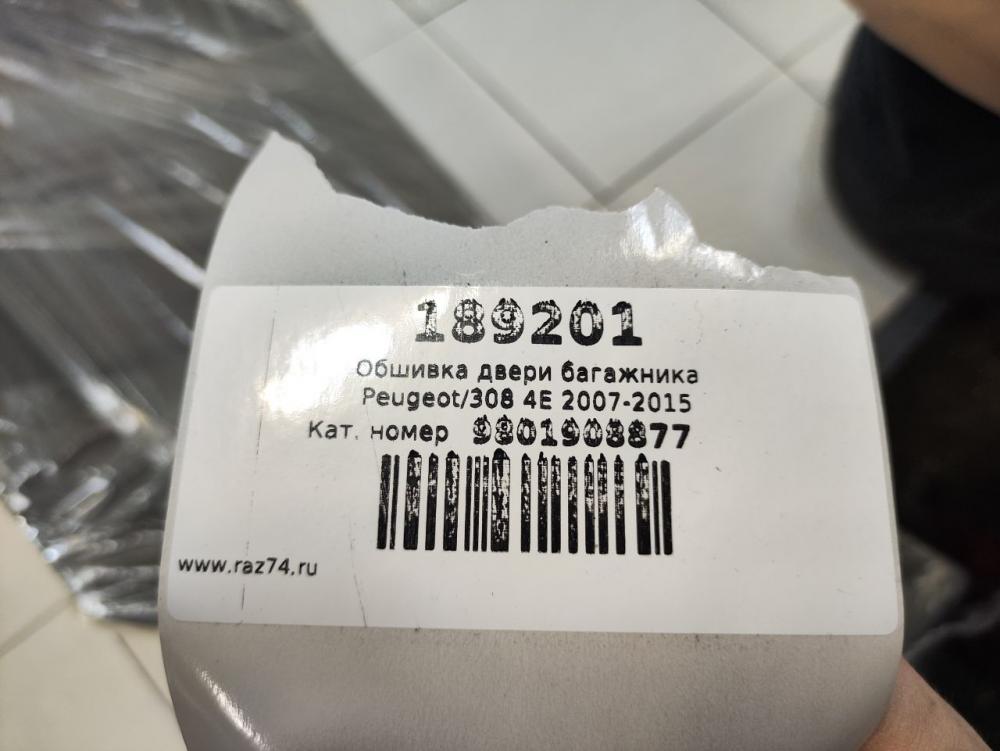 189201
Обшивка двери багажника
Peugeot/308 4E 2007-2015
Кат. номер 9801908877
www.raz74.ru